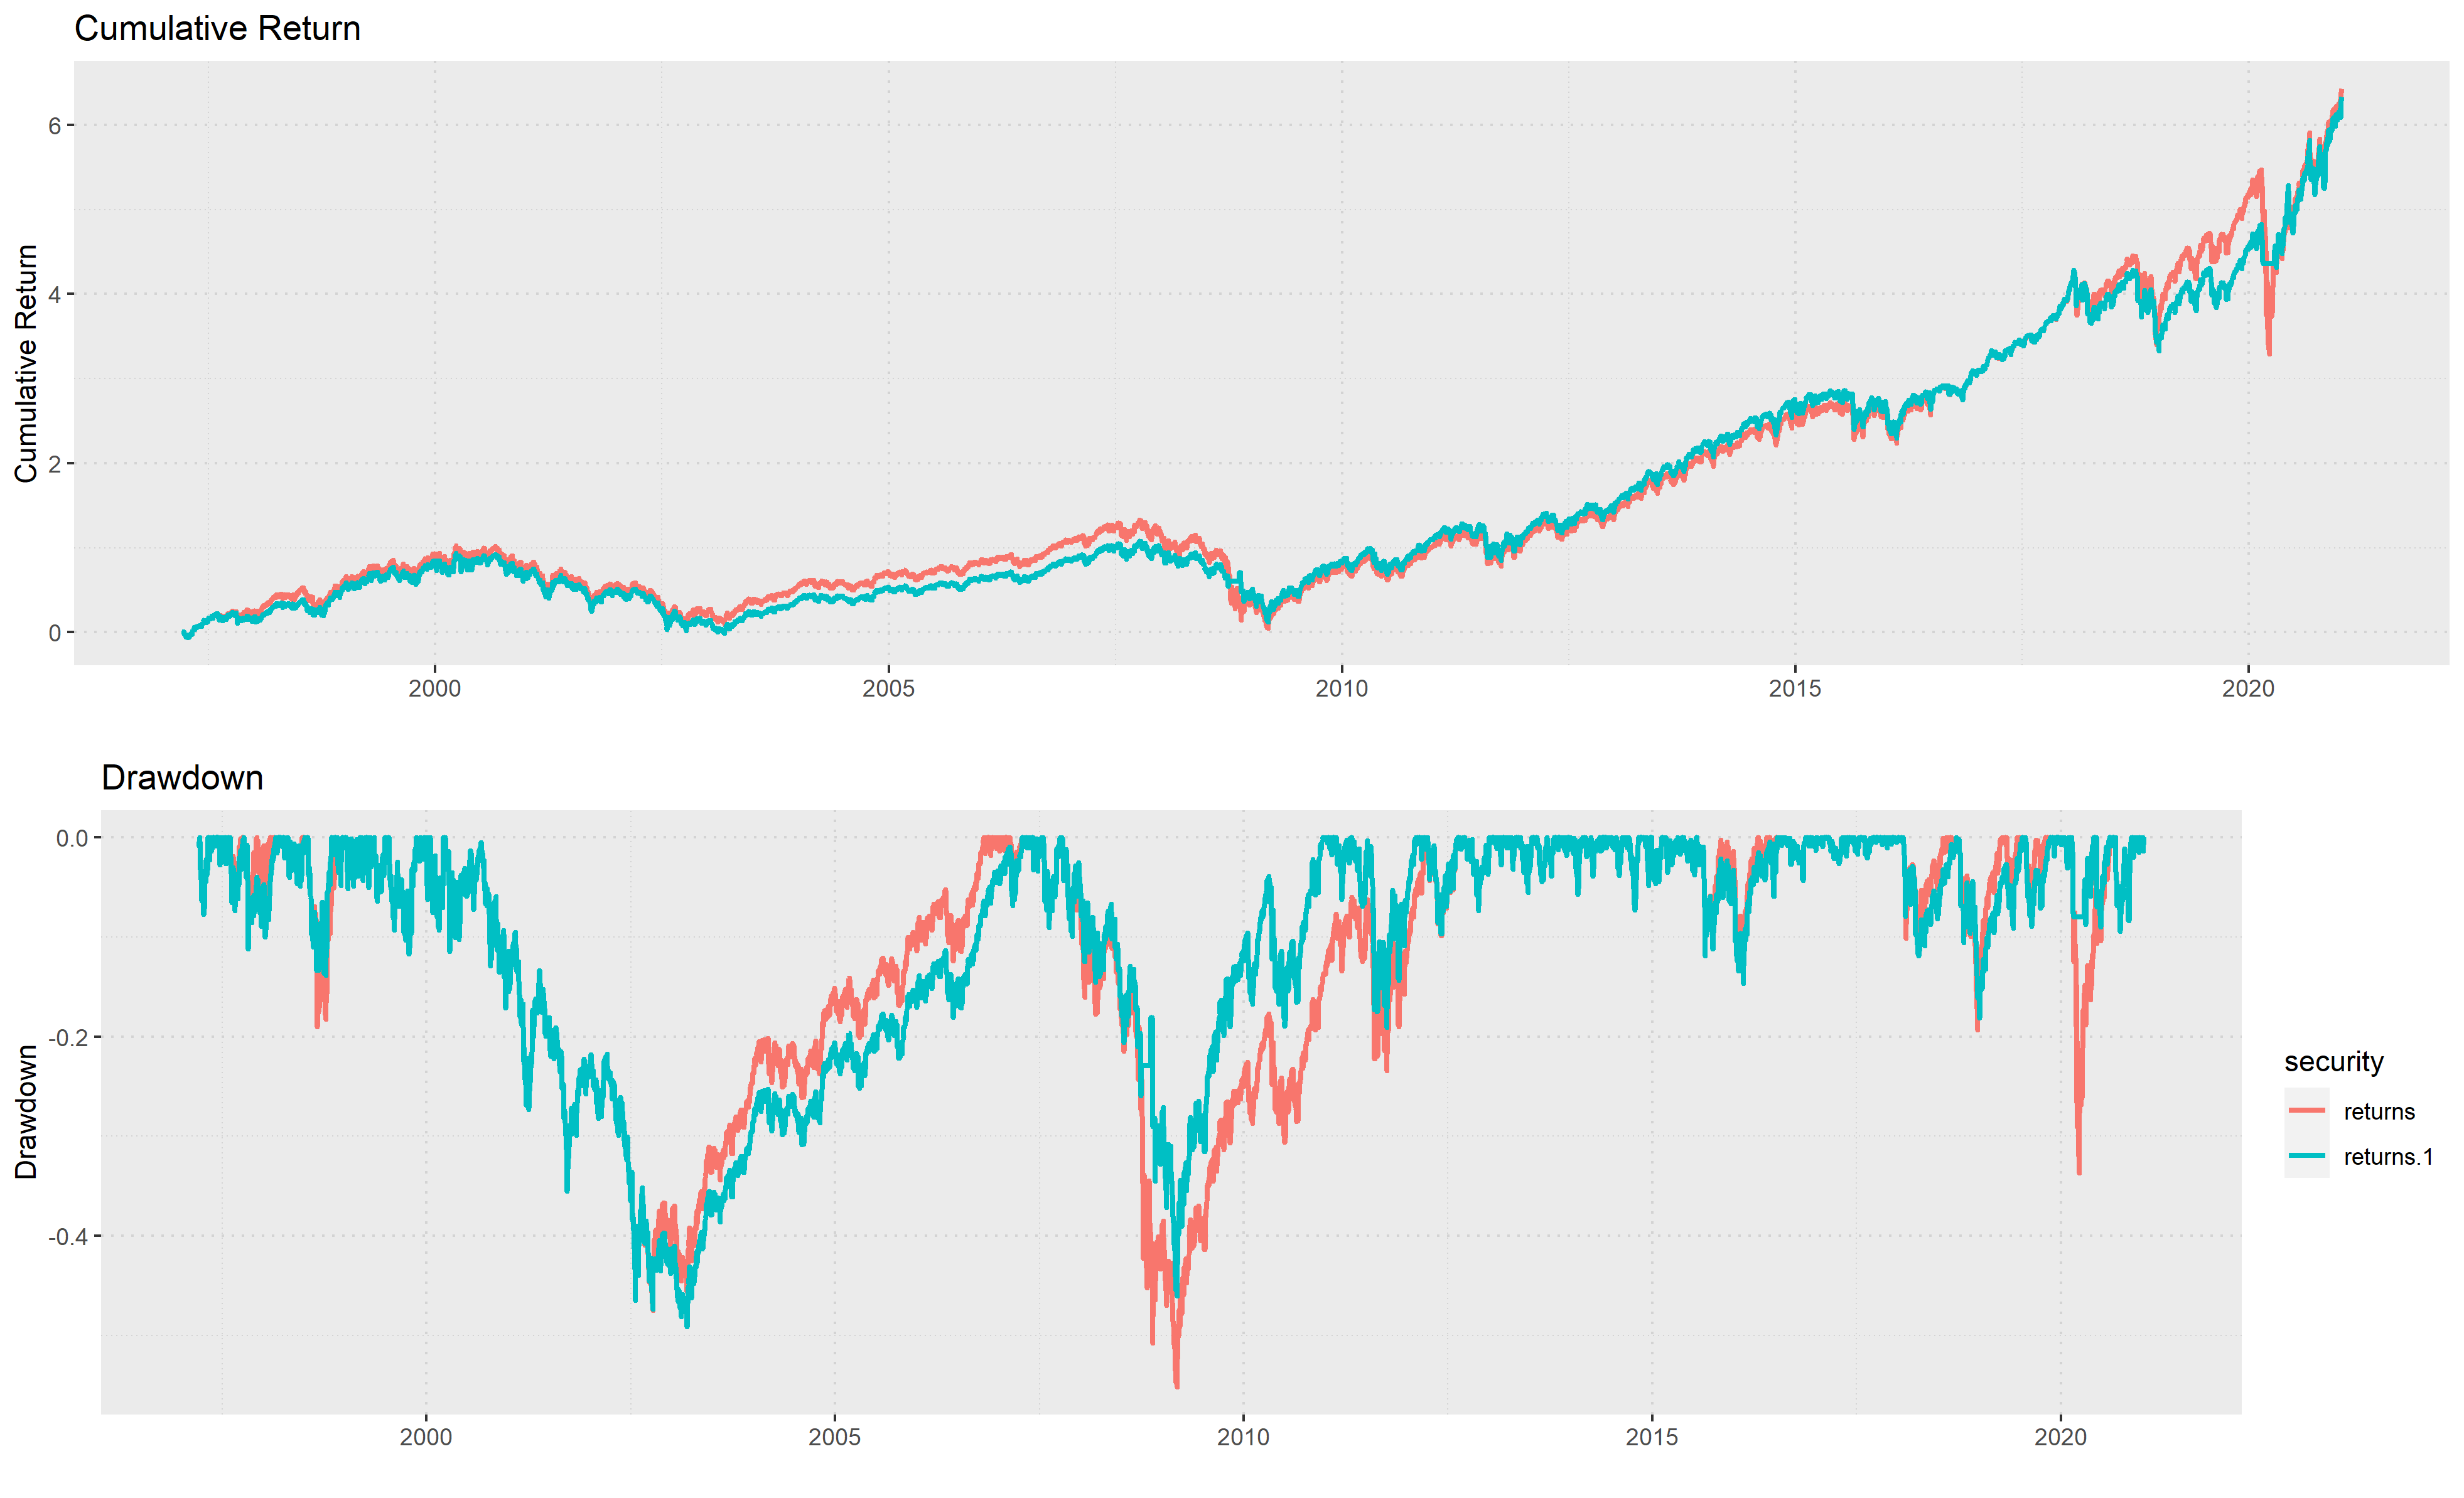 Cumulative Return
Cumulative Return
6
4
2
0
2000 2005 2010 2015 2020
Drawdown
Drawdown
0.0
-0.2
-0.4
2000 2005 2010 2015 2020
security
returns
returns.1